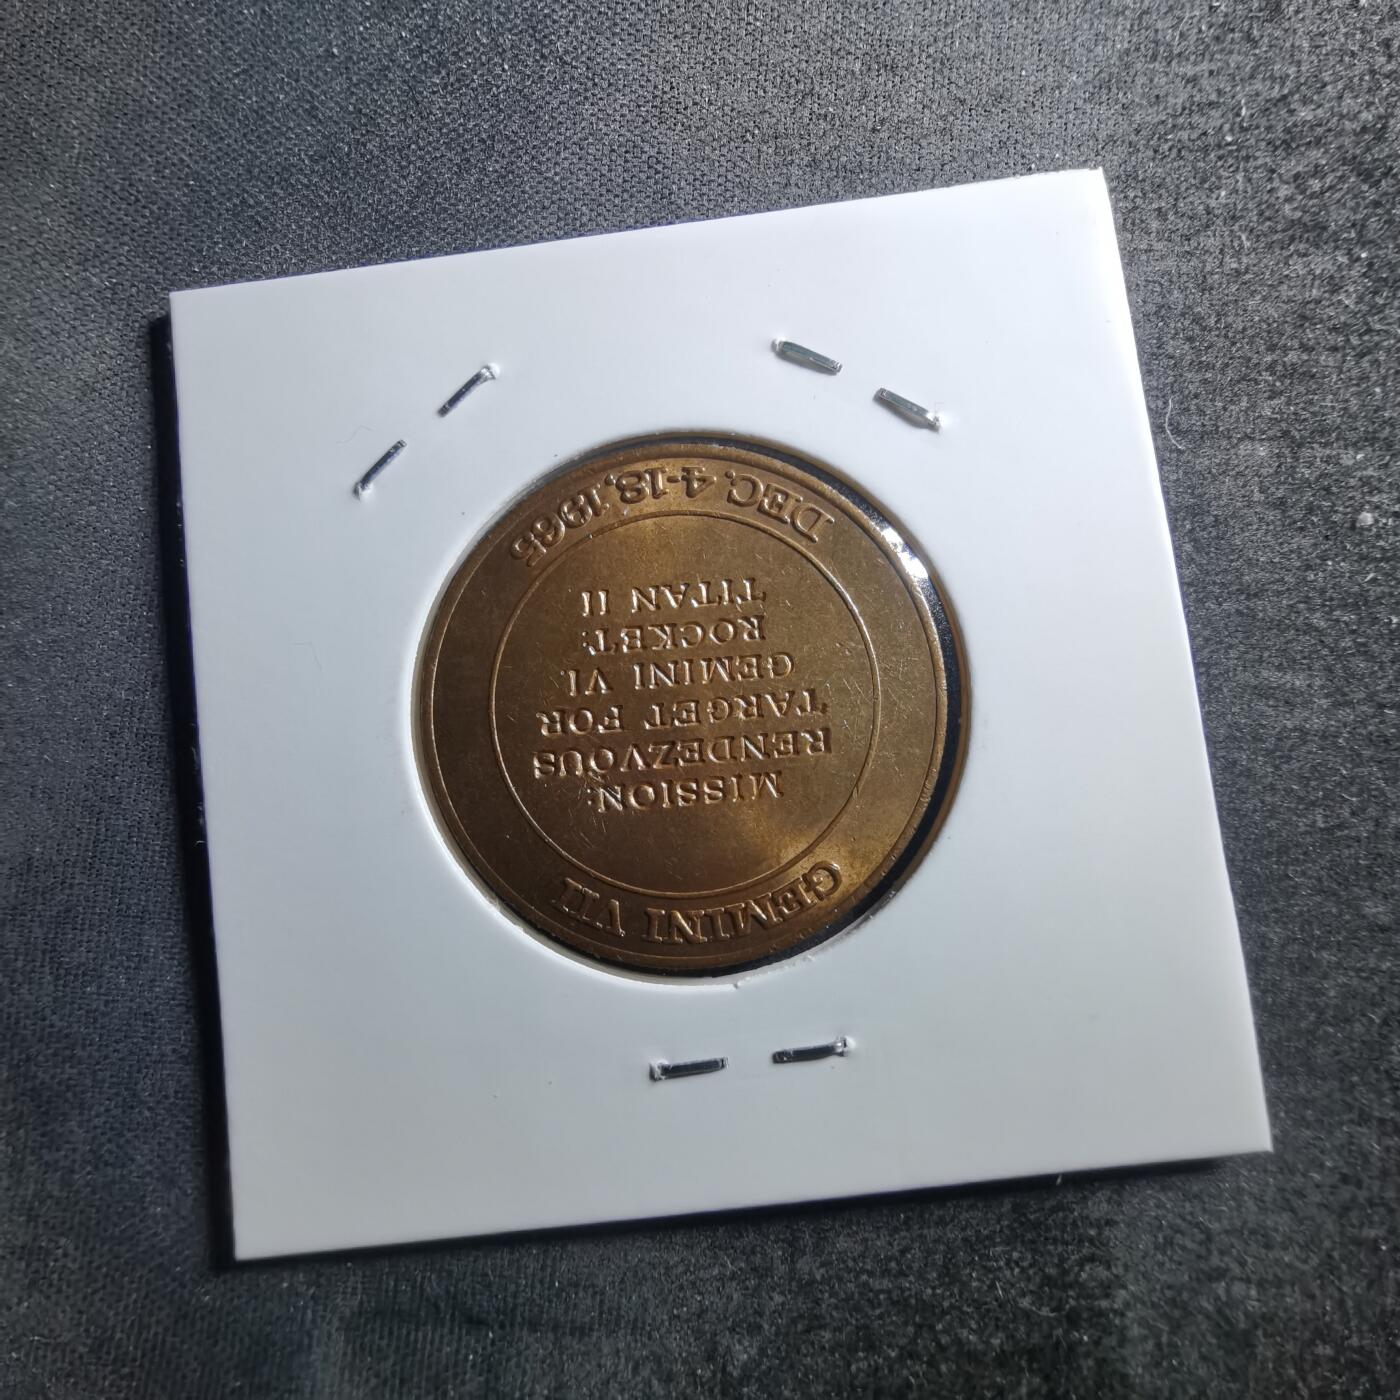 GEMINI VII
MISSION:
RENDEZVOUS
TARGET FOR
GEMINI VI.
ROCKET:
TITAN II
DEC. 4-18, 1965